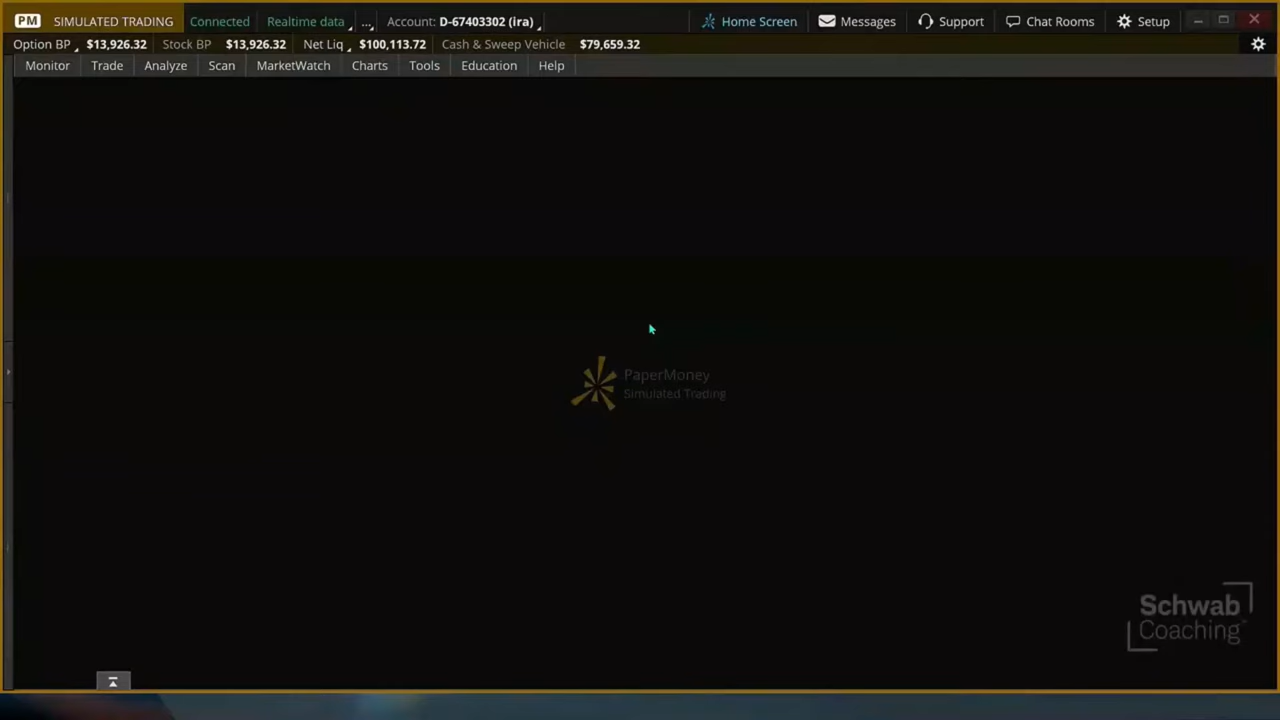 PM SIMULATED TRADING Connected Realtime data ... Account: D-67403302 (ira) Home Screen Messages Support Chat Rooms Setup
Option BP $13,926.32 Stock BP $13,926.32 Net Liq $100,113.72 Cash & Sweep Vehicle $79,659.32
Monitor Trade Analyze Scan MarketWatch Charts Tools Education Help
PaperMoney
Simulated Trading
Schwab
Coaching™